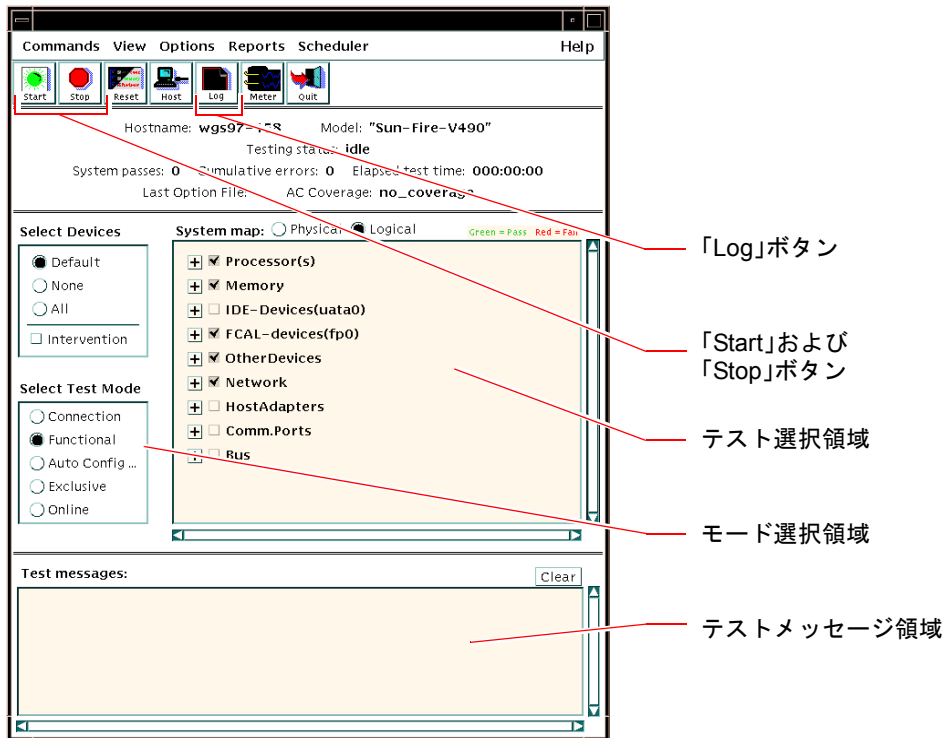 Commands View Options Reports Scheduler Help
Start Stop Reset Host Log Meter Quit
Hostname: wgs97-158 Model: "Sun-Fire-V490"
Testing status: idle
System passes: 0 Cumulative errors: 0 Elapsed test time: 000:00:00
Last Option File: AC Coverage: no_coverage
Select Devices
Default
None
All
Intervention
Select Test Mode
Connection
Functional
Auto Config ...
Exclusive
Online
System map: Physical Logical Green = Pass Red = Fail
Processor(s)
Memory
IDE-Devices(uata0)
FCAL-devices(fp0)
OtherDevices
Network
HostAdapters
Comm.Ports
Bus
Test messages:
Clear
「Log」ボタン
「Start」および
「Stop」ボタン
テスト選択領域
モード選択領域
テストメッセージ領域